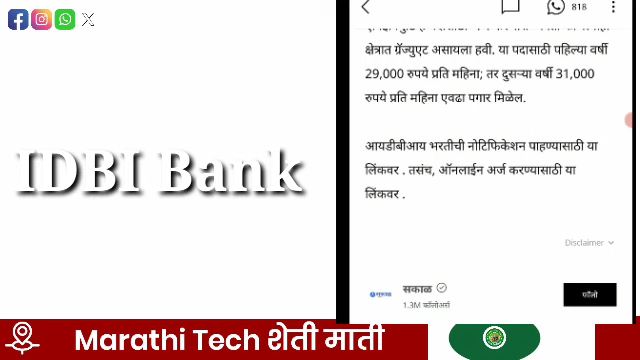 818
क्षेत्रात ग्रॅज्युएट असायला हवी. या पदासाठी पहिल्या वर्षी
29,000 रुपये प्रति महिना; तर दुसऱ्या वर्षी 31,000
रुपये प्रति महिना एवढा पगार मिळेल.
आयडीबीआय भरतीची नोटिफिकेशन पाहण्यासाठी या
लिंकवर . तसंच, ऑनलाईन अर्ज करण्यासाठी या
लिंकवर .
Disclaimer
सकाळ
1.3M फॉलोअर्स
फॉलो
IDBI Bank
Marathi Tech शेती माती